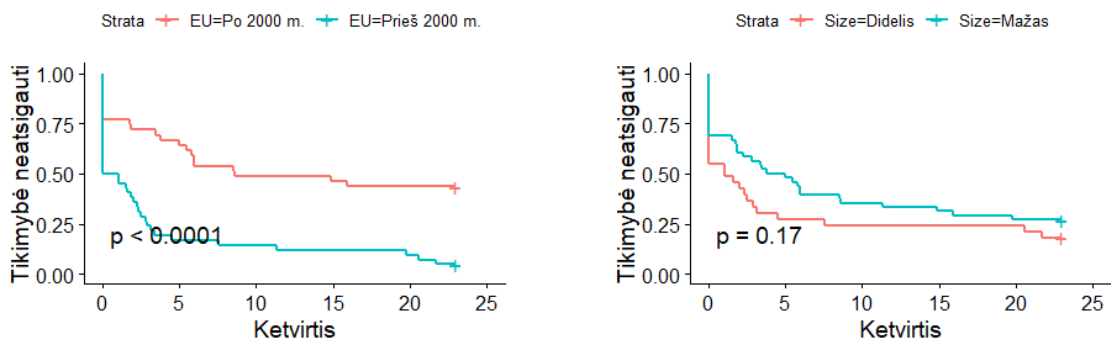 Strata EU=Po 2000 m. EU=Prieš 2000 m.
Tikimybė neatsigauti
1.00
0.75
0.50
0.25
0.00
p < 0.0001
0 5 10 15 20 25
Ketvirtis
Strata Size=Didelis Size=Mažas
Tikimybė neatsigauti
1.00
0.75
0.50
0.25
0.00
p = 0.17
0 5 10 15 20 25
Ketvirtis